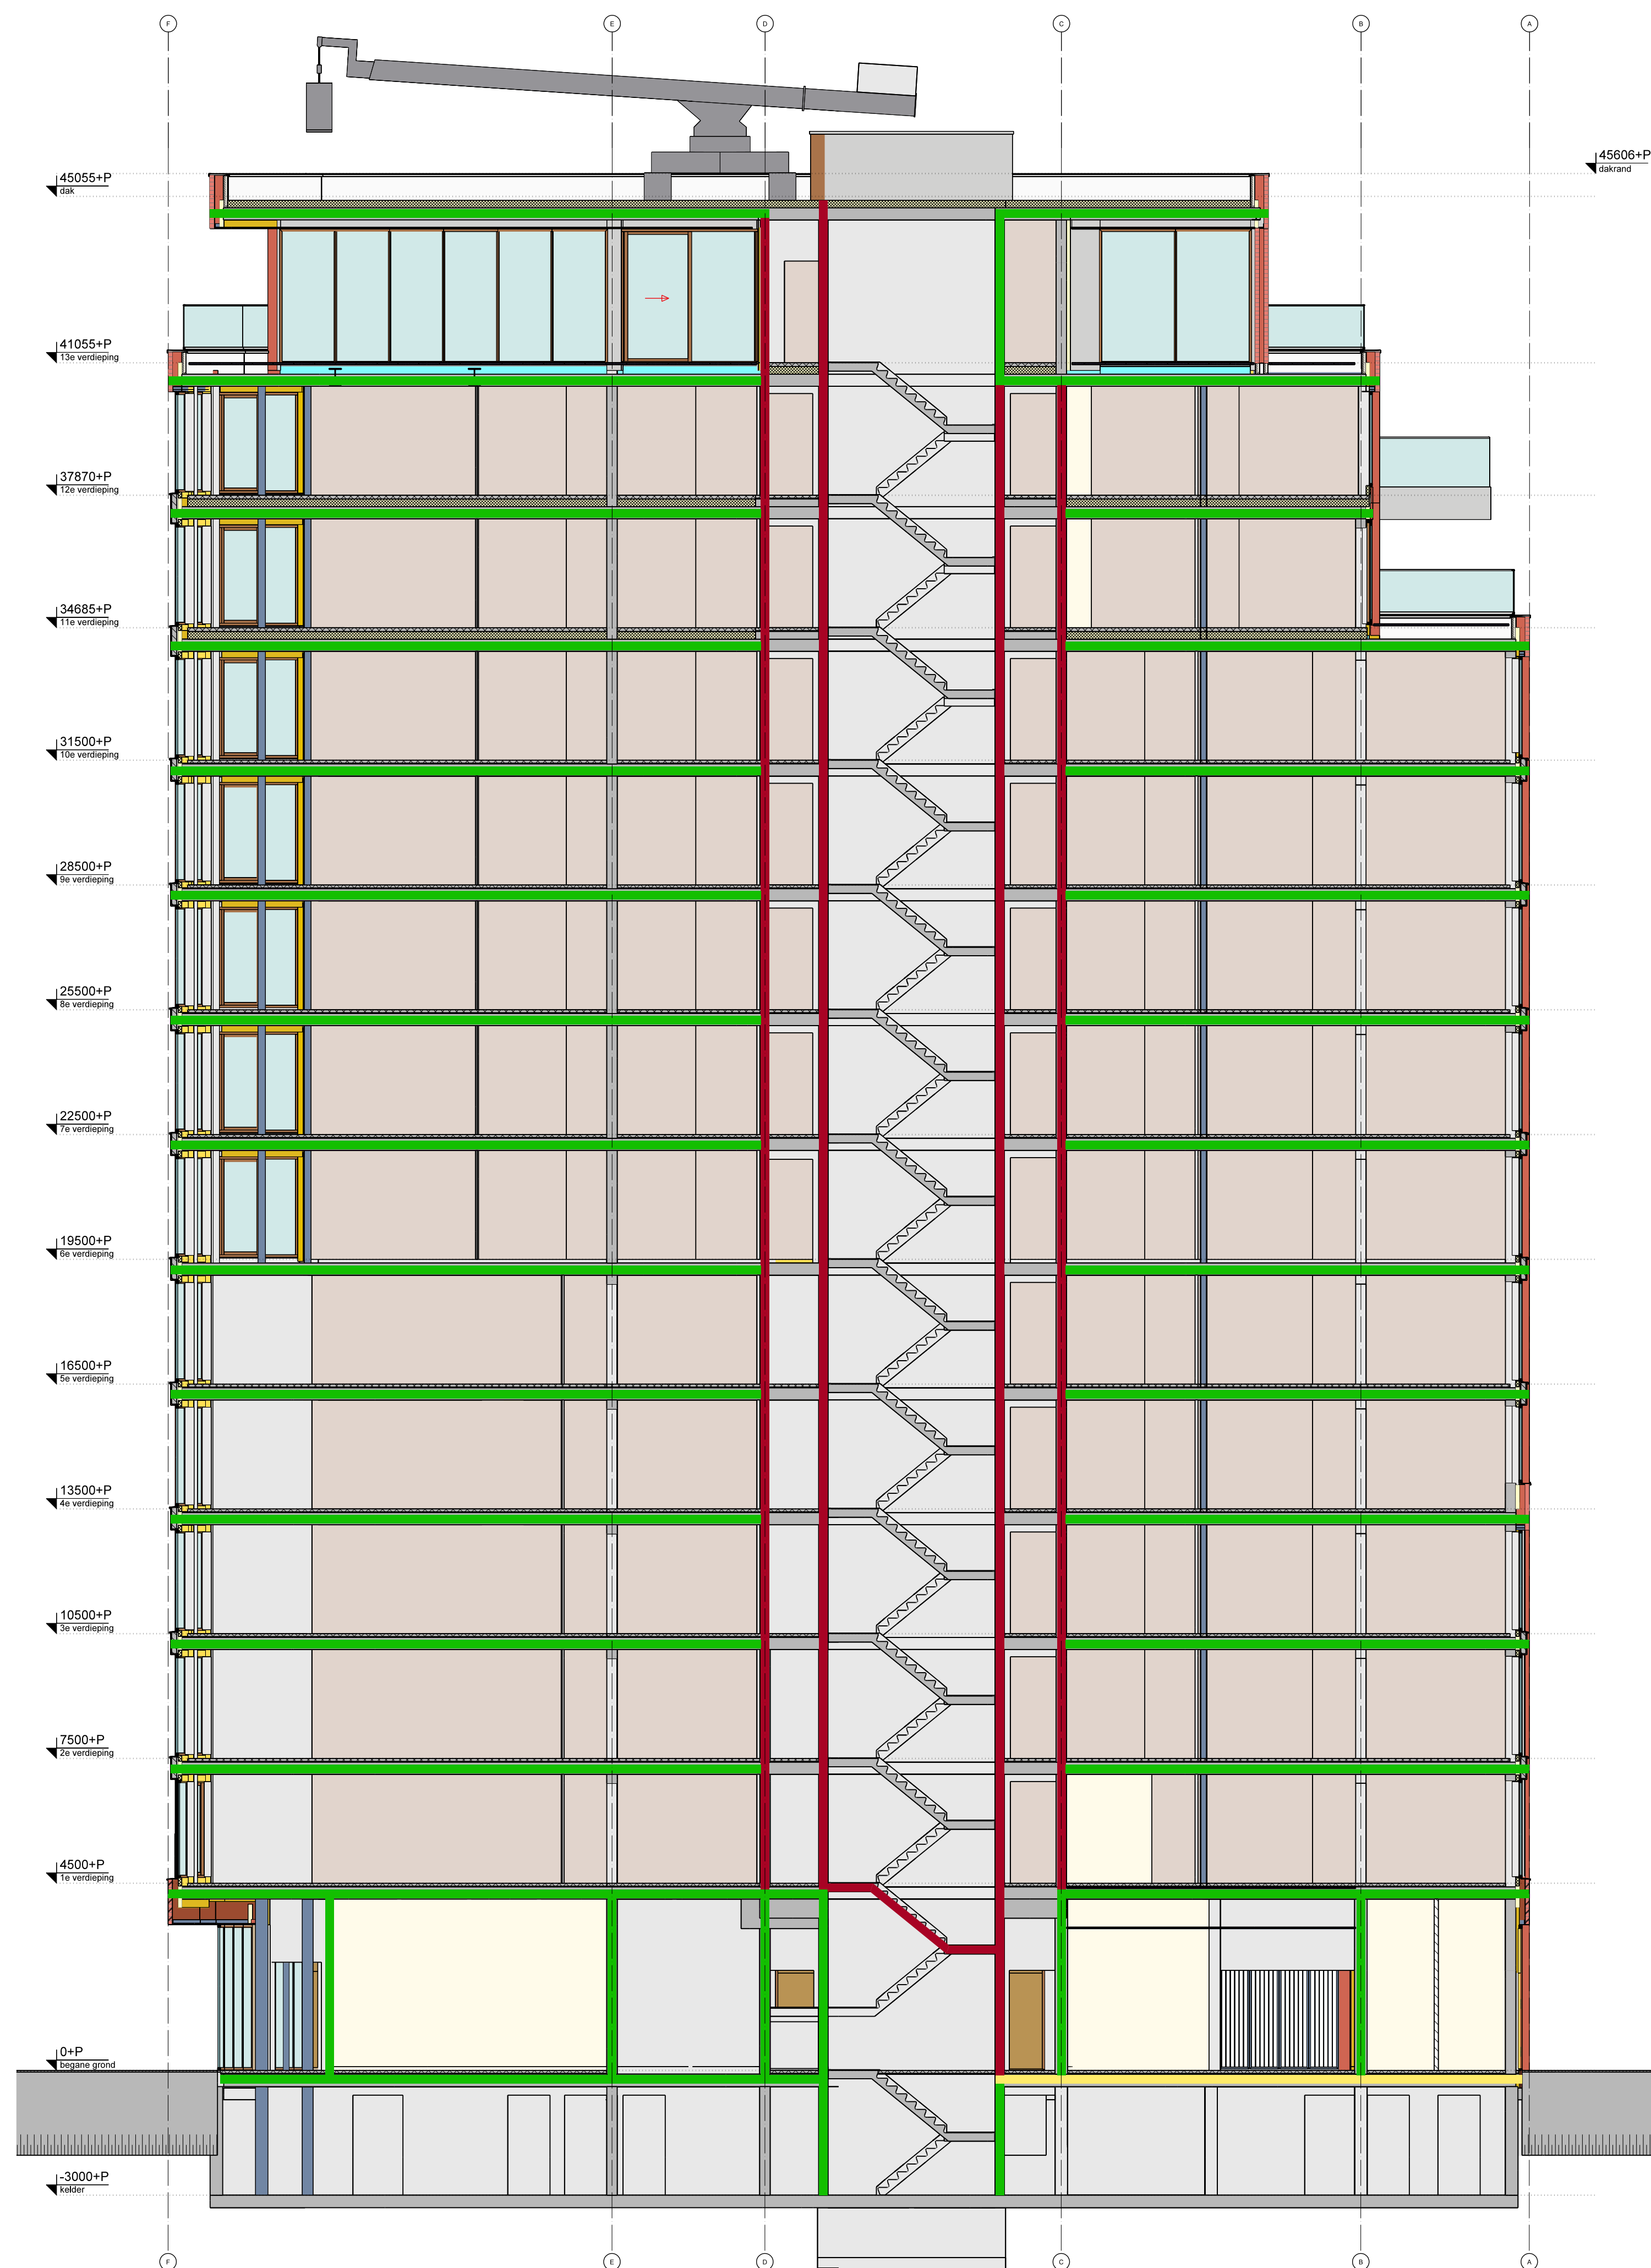 F E D C B A
45606+P
dakrand
45055+P
dak
41055+P
13e verdieping
37870+P
12e verdieping
34685+P
11e verdieping
31500+P
10e verdieping
28500+P
9e verdieping
25500+P
8e verdieping
22500+P
7e verdieping
19500+P
6e verdieping
16500+P
5e verdieping
13500+P
4e verdieping
10500+P
3e verdieping
7500+P
2e verdieping
4500+P
1e verdieping
0+P
begane grond
-3000+P
kelder
F E D C B A